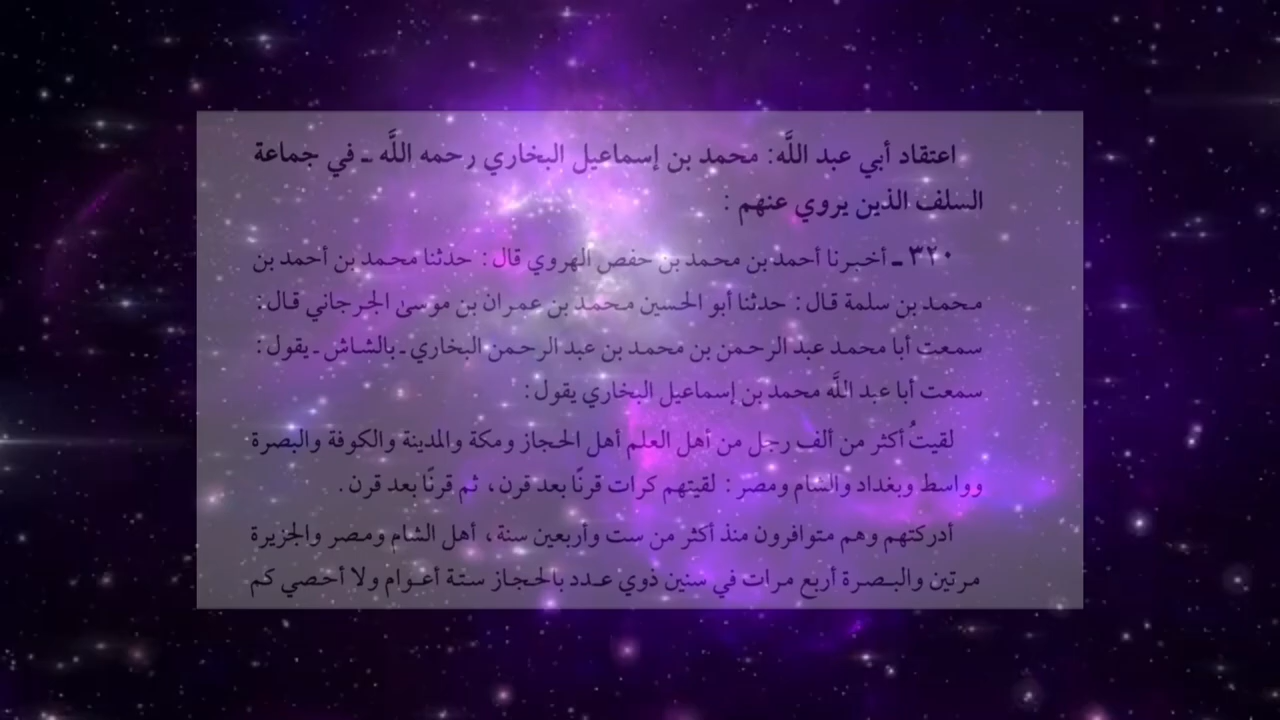 اعتقاد أبي عبد اللَّه: محمد بن إسماعيل البخاري رحمه اللَّه ـ في جماعة
السلف الذين يروي عنهم :
٣٢٠ ـ أخبرنا أحمد بن محمد بن حفص الهروي قال : حدثنا محمد بن أحمد بن
محمد بن سلمة قال : حدثنا أبو الحسين محمد بن عمران بن موسىٰ الجرجاني قال :
سمعت أبا محمد عبد الرحمن بن محمد بن عبد الرحمن البخاري ـ بالشاش ـ يقول :
سمعت أبا عبد اللَّه محمد بن إسماعيل البخاري يقول :
لقيتُ أكثر من ألف رجل من أهل العلم أهل الحجاز ومكة والمدينة والكوفة والبصرة
وواسط وبغداد والشام ومصر : لقيتهم كرات قرنًا بعد قرن ، ثم قرنًا بعد قرن .
أدركتهم وهم متوافرون منذ أكثر من ست وأربعين سنة ، أهل الشام ومصر والجزيرة
مرتين والبصرة أربع مرات في سنين ذوي عدد بالحجاز ستة أعوام ولا أحصي كم